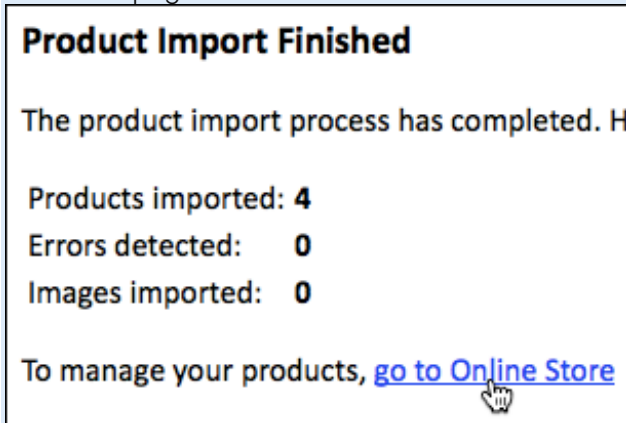 Product Import Finished
The product import process has completed.
Products imported: 4
Errors detected: 0
Images imported: 0
To manage your products, go to Online Store